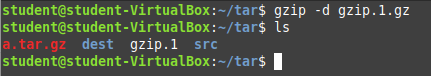 student@student-VirtualBox:~/tar$ gzip -d gzip.1.gz
student@student-VirtualBox:~/tar$ ls
a.tar.gz  dest  gzip.1  src
student@student-VirtualBox:~/tar$